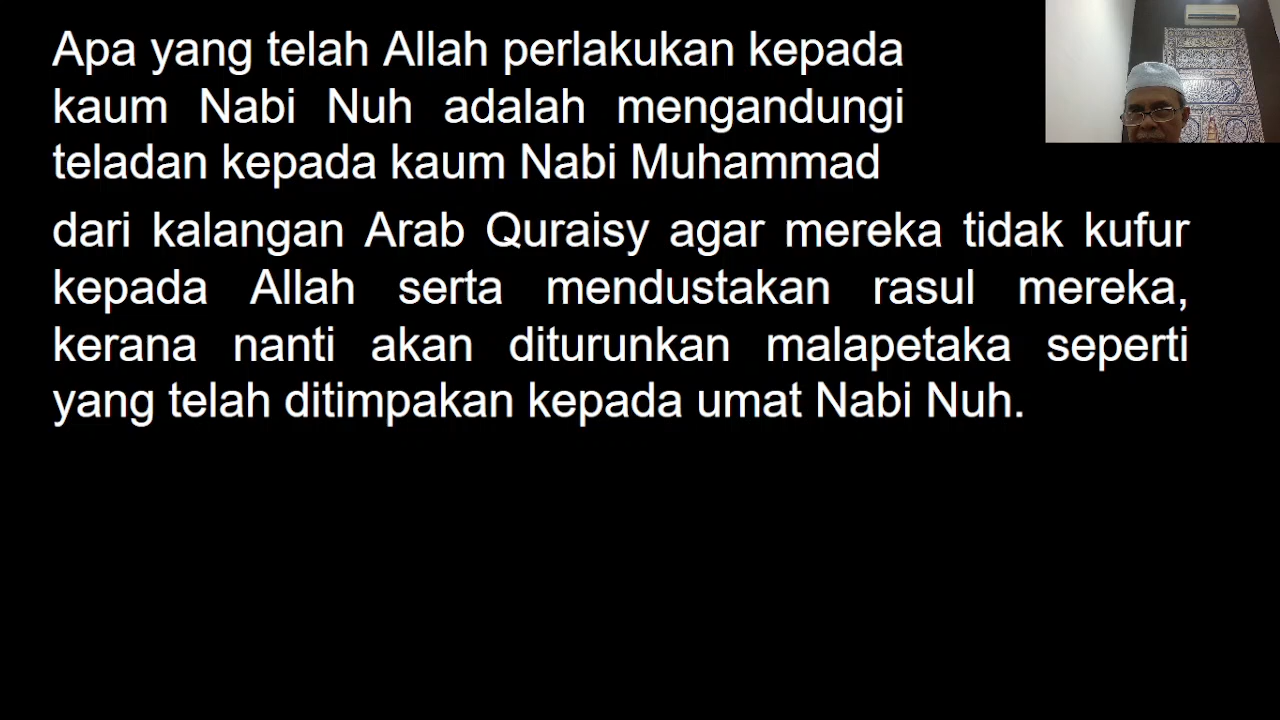 Apa yang telah Allah perlakukan kepada
kaum Nabi Nuh adalah mengandungi
teladan kepada kaum Nabi Muhammad
dari kalangan Arab Quraisy agar mereka tidak kufur
kepada Allah serta mendustakan rasul mereka,
kerana nanti akan diturunkan malapetaka seperti
yang telah ditimpakan kepada umat Nabi Nuh.